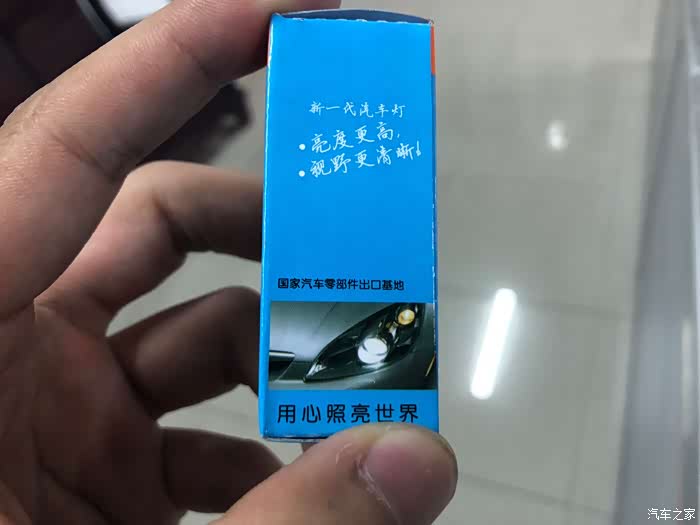 新一代汽车灯
•亮度更高,
•视野更清晰!
国家汽车零部件出口基地
用心照亮世界
汽车之家